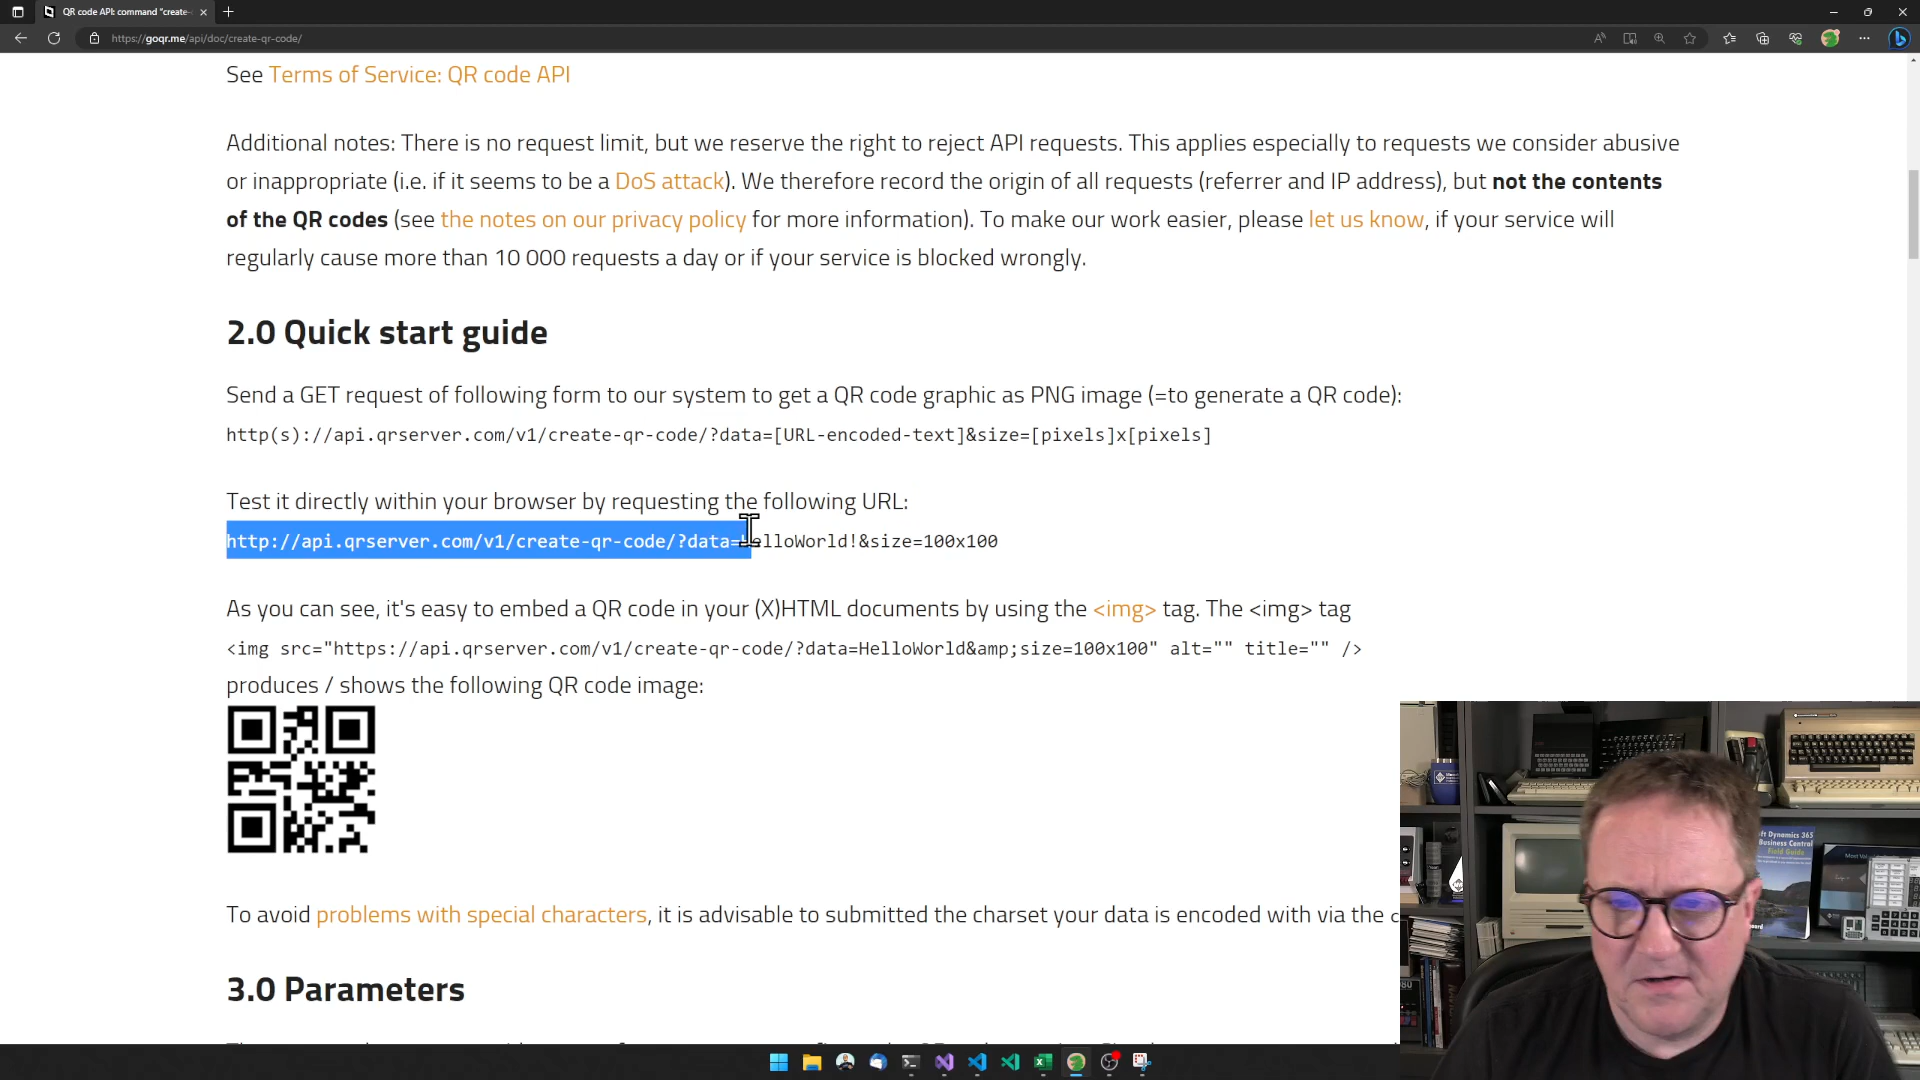 QR code API: command "create-
https://goqr.me/api/doc/create-qr-code/
See Terms of Service: QR code API
Additional notes: There is no request limit, but we reserve the right to reject API requests. This applies especially to requests we consider abusive
or inappropriate (i.e. if it seems to be a DoS attack). We therefore record the origin of all requests (referrer and IP address), but not the contents
of the QR codes (see the notes on our privacy policy for more information). To make our work easier, please let us know, if your service will
regularly cause more than 10 000 requests a day or if your service is blocked wrongly.
2.0 Quick start guide
Send a GET request of following form to our system to get a QR code graphic as PNG image (=to generate a QR code):
http(s)://api.qrserver.com/v1/create-qr-code/?data=[URL-encoded-text]&size=[pixels]x[pixels]
Test it directly within your browser by requesting the following URL:
http://api.qrserver.com/v1/create-qr-code/?data=HelloWorld!&size=100x100
As you can see, it's easy to embed a QR code in your (X)HTML documents by using the <img> tag. The <img> tag
<img src="https://api.qrserver.com/v1/create-qr-code/?data=HelloWorld&amp;size=100x100" alt="" title="" />
produces / shows the following QR code image:
To avoid problems with special characters, it is advisable to submitted the charset your data is encoded with via the c
3.0 Parameters
ft Dynamics 365
Business Central
Field Guide